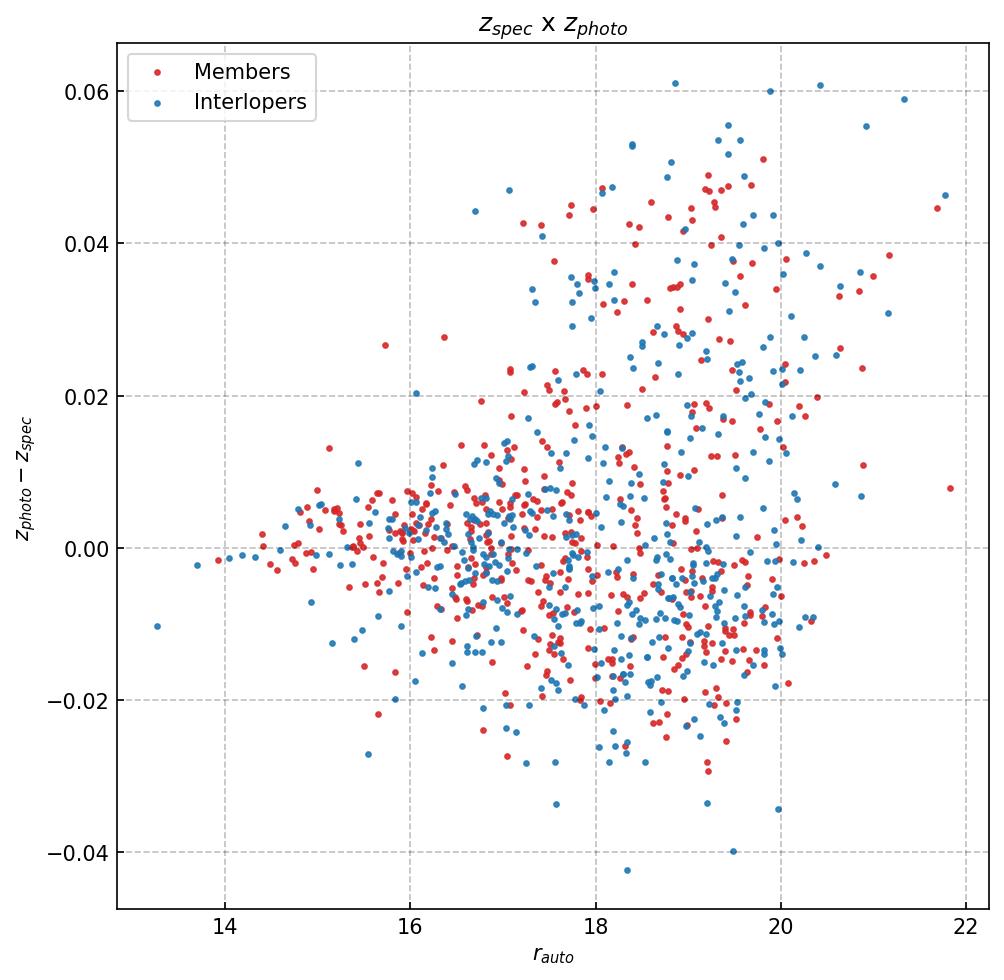 z_spec x z_photo
Members
Interlopers
0.06
0.04
0.02
0.00
−0.02
−0.04
z_photo − z_spec
14
16
18
20
22
r_auto